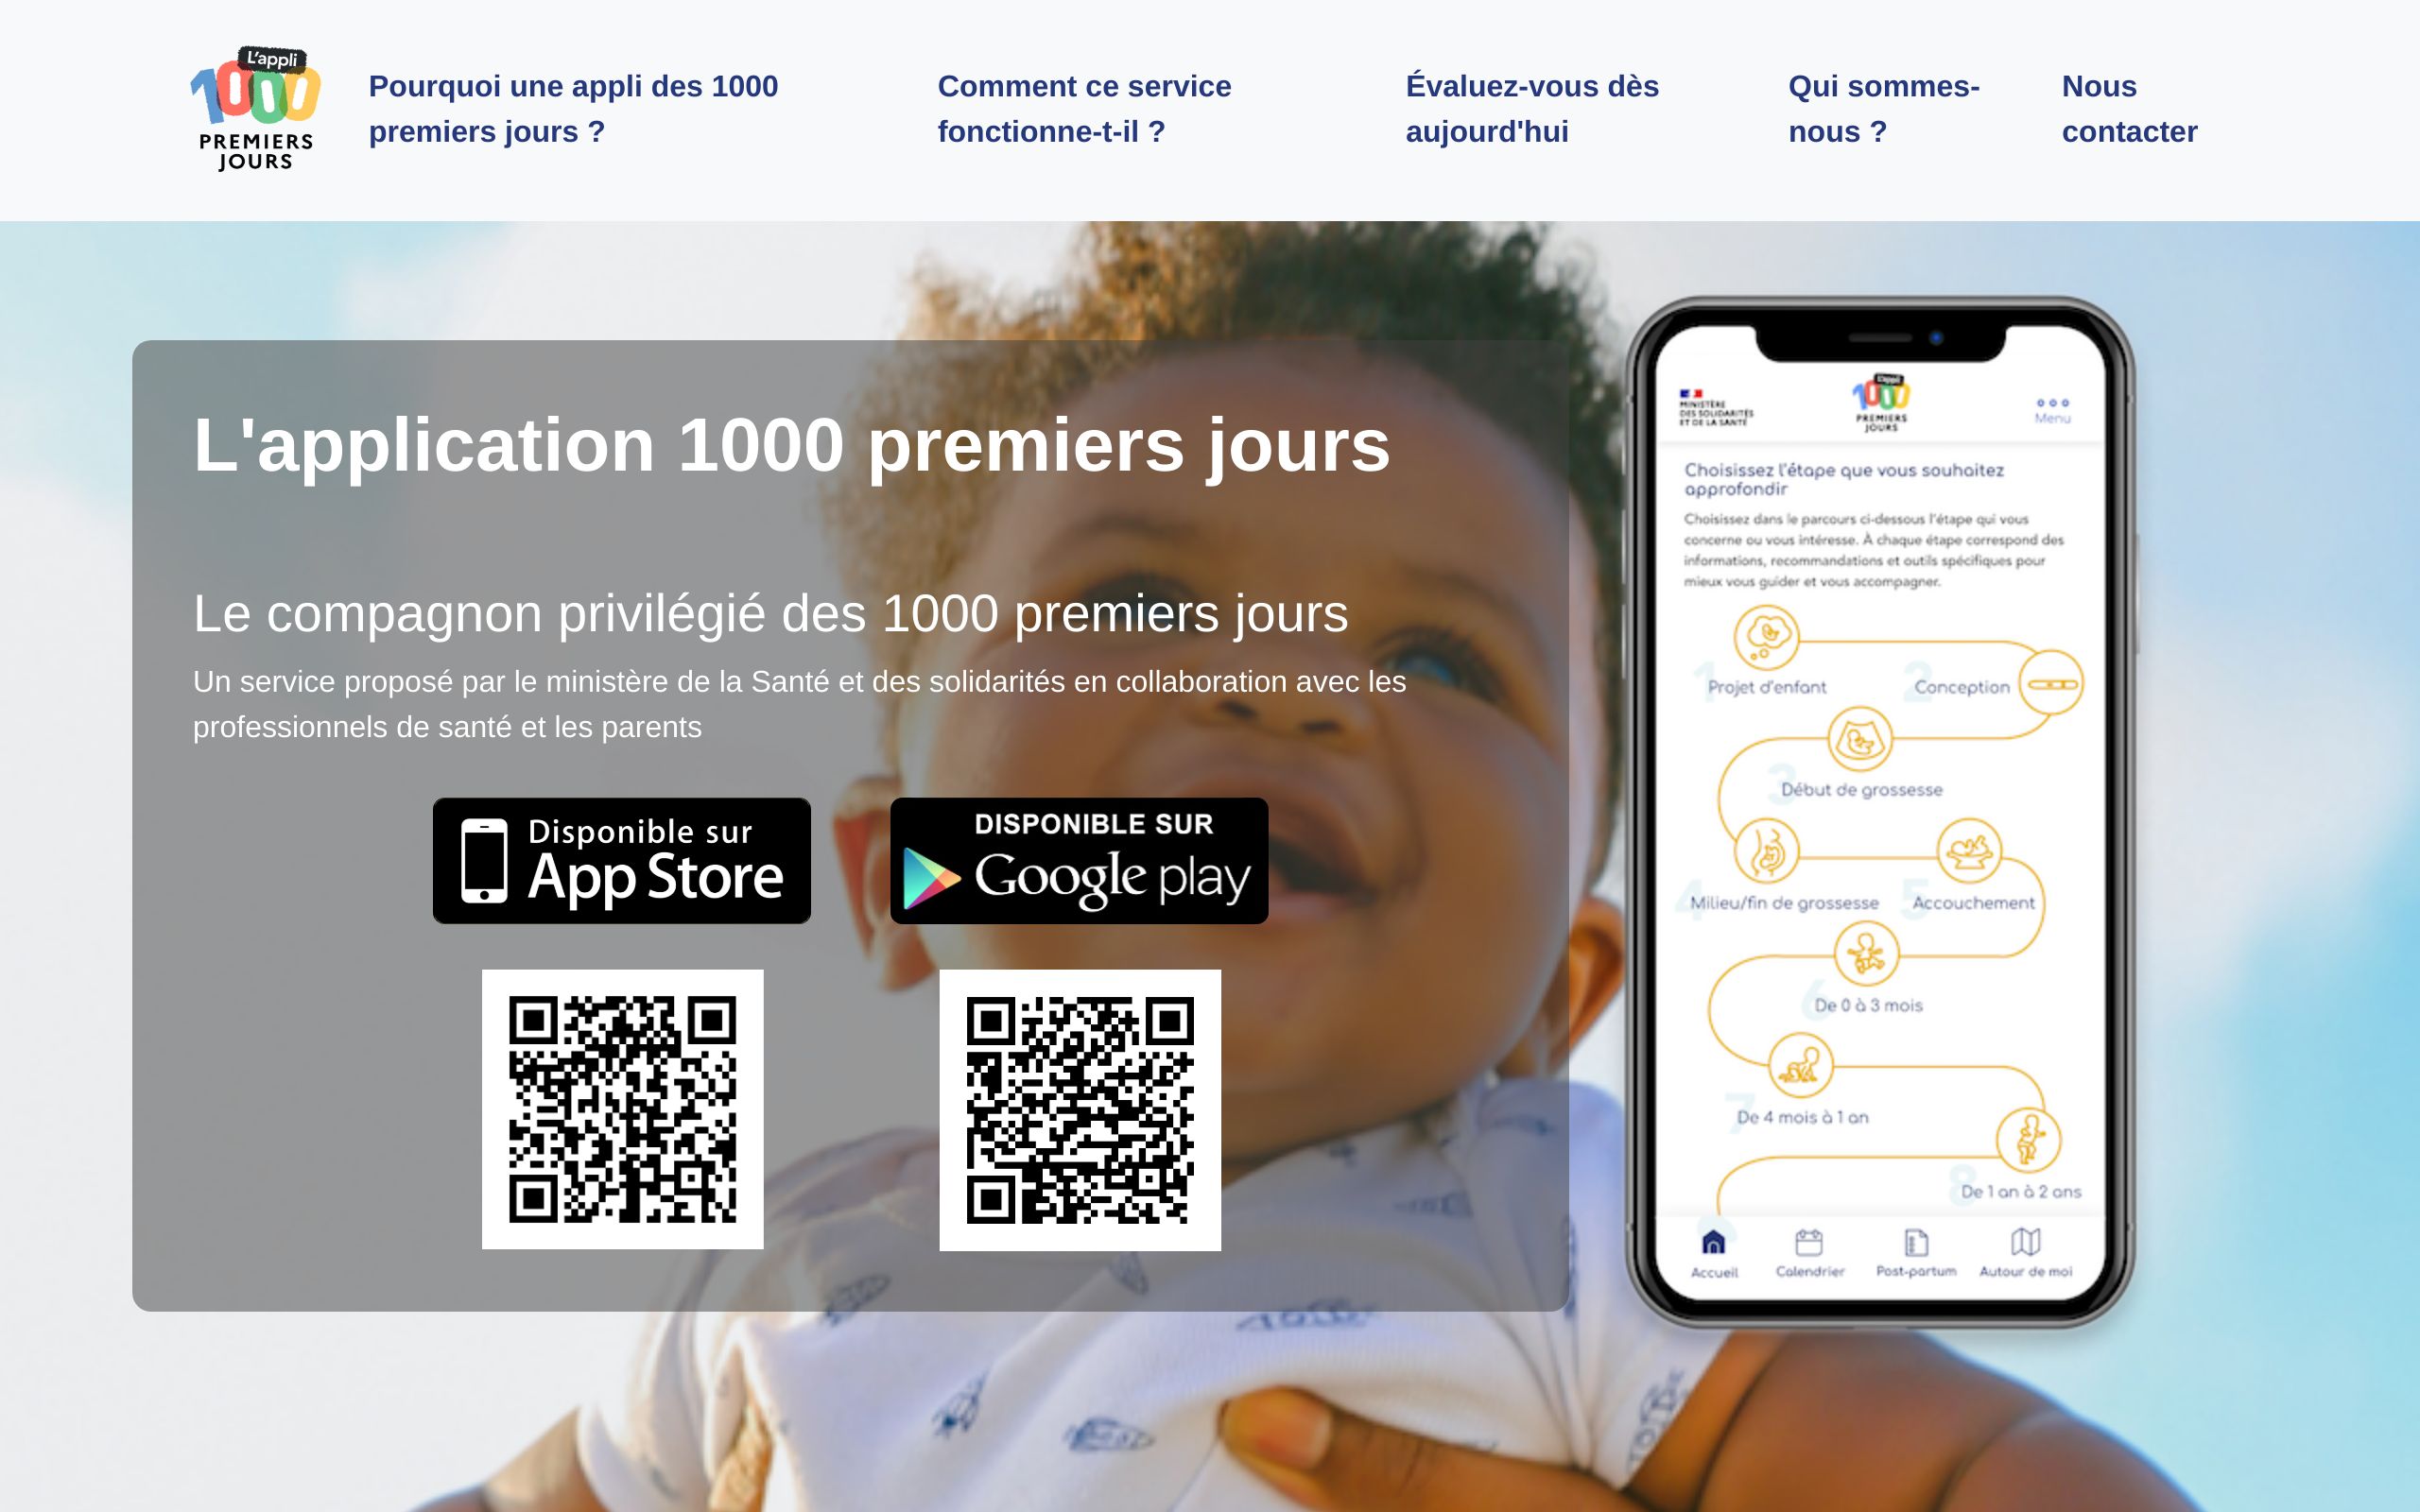 L'appli
1000
PREMIERS
JOURS
Pourquoi une appli des 1000
premiers jours ?
Comment ce service
fonctionne-t-il ?
Évaluez-vous dès
aujourd'hui
Qui sommes-
nous ?
Nous
contacter
L'application 1000 premiers jours
Le compagnon privilégié des 1000 premiers jours
Un service proposé par le ministère de la Santé et des solidarités en collaboration avec les
professionnels de santé et les parents
Disponible sur
App Store
DISPONIBLE SUR
Google play
MINISTÈRE
DES SOLIDARITÉS
ET DE LA SANTÉ
L'appli
1000
PREMIERS
JOURS
Menu
Choisissez l'étape que vous souhaitez
approfondir
Choisissez dans le parcours ci-dessous l'étape qui vous
concerne ou vous intéresse. À chaque étape correspond des
informations, recommandations et outils spécifiques pour
mieux vous guider et vous accompagner.
1
Projet d'enfant
2
Conception
3
Début de grossesse
4
Milieu/fin de grossesse
5
Accouchement
6
De 0 à 3 mois
7
De 4 mois à 1 an
8
De 1 an à 2 ans
Accueil
Calendrier
Post-partum
Autour de moi